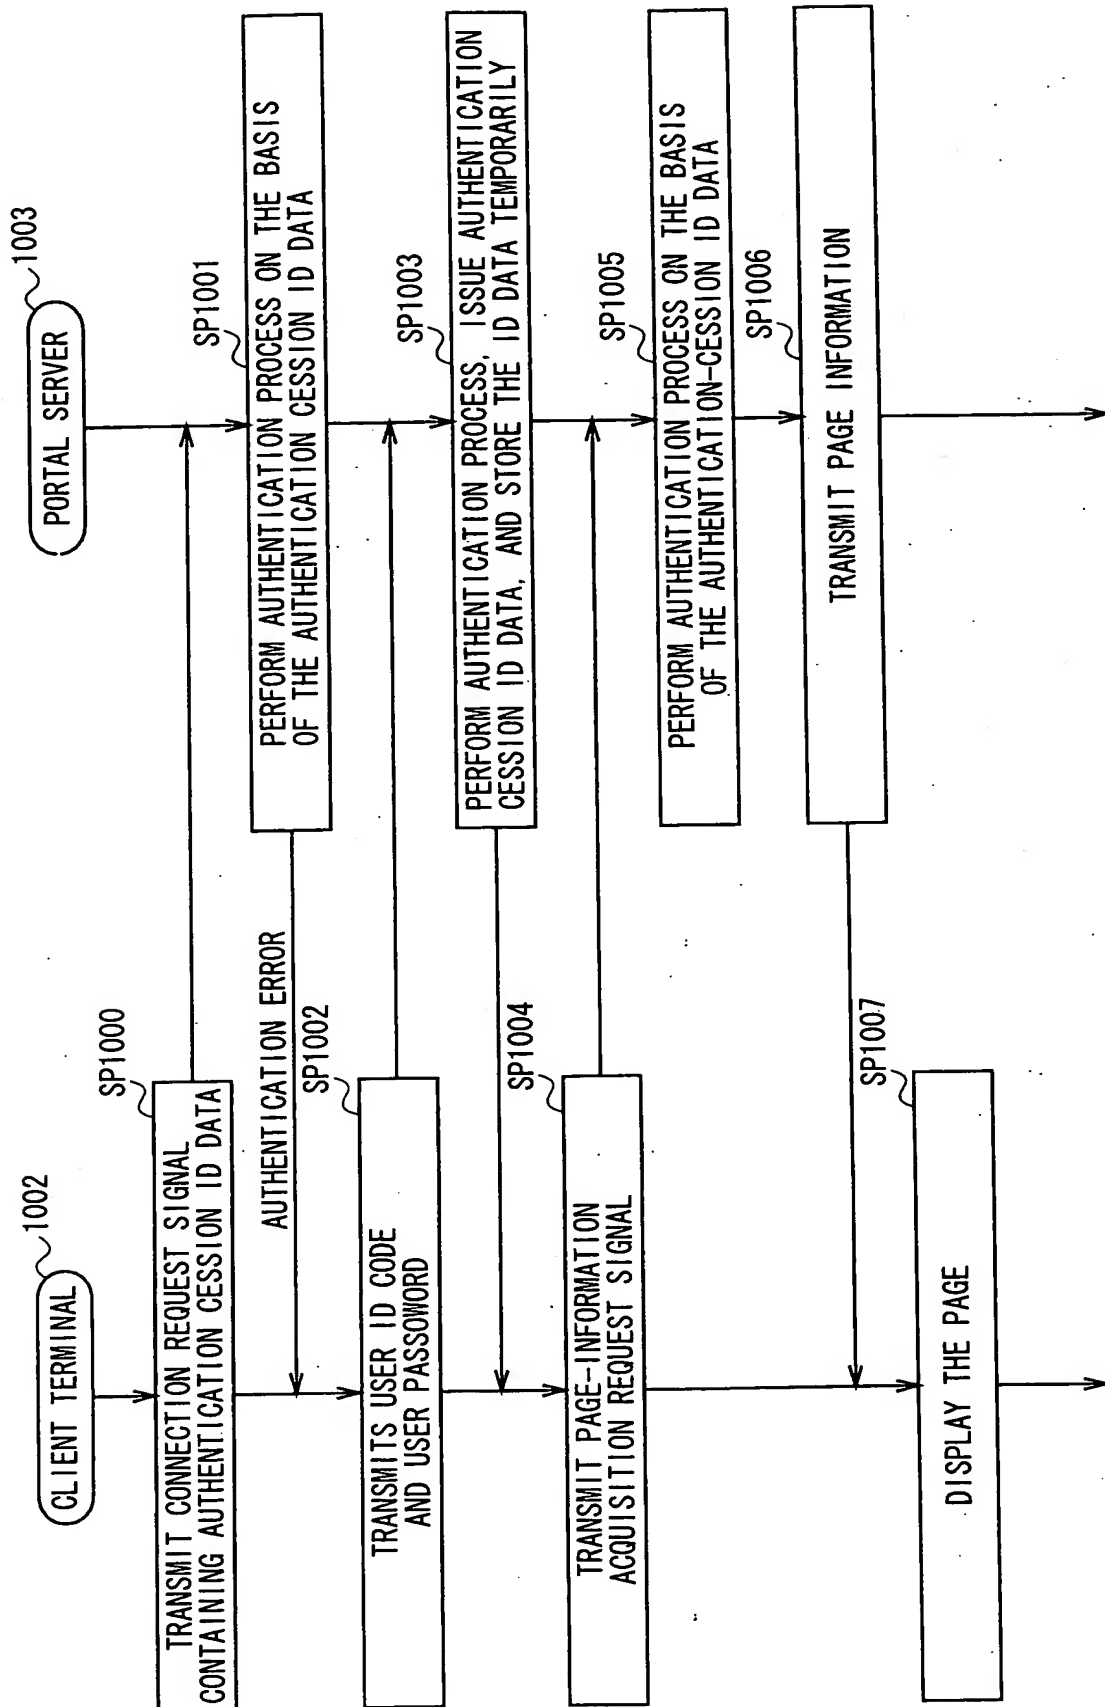 CLIENT TERMINAL
1002
PORTAL SERVER
1003
SP1000
TRANSMIT CONNECTION REQUEST SIGNAL
CONTAINING AUTHENTICATION CESSION ID DATA
SP1001
PERFORM AUTHENTICATION PROCESS ON THE BASIS
OF THE AUTHENTICATION CESSION ID DATA
AUTHENTICATION ERROR
SP1002
TRANSMITS USER ID CODE
AND USER PASSOWORD
SP1003
PERFORM AUTHENTICATION PROCESS, ISSUE AUTHENTICATION
CESSION ID DATA, AND STORE THE ID DATA TEMPORARILY
SP1004
TRANSMIT PAGE-INFORMATION
ACQUISITION REQUEST SIGNAL
SP1005
PERFORM AUTHENTICATION PROCESS ON THE BASIS
OF THE AUTHENTICATION-CESSION ID DATA
SP1006
TRANSMIT PAGE INFORMATION
SP1007
DISPLAY THE PAGE